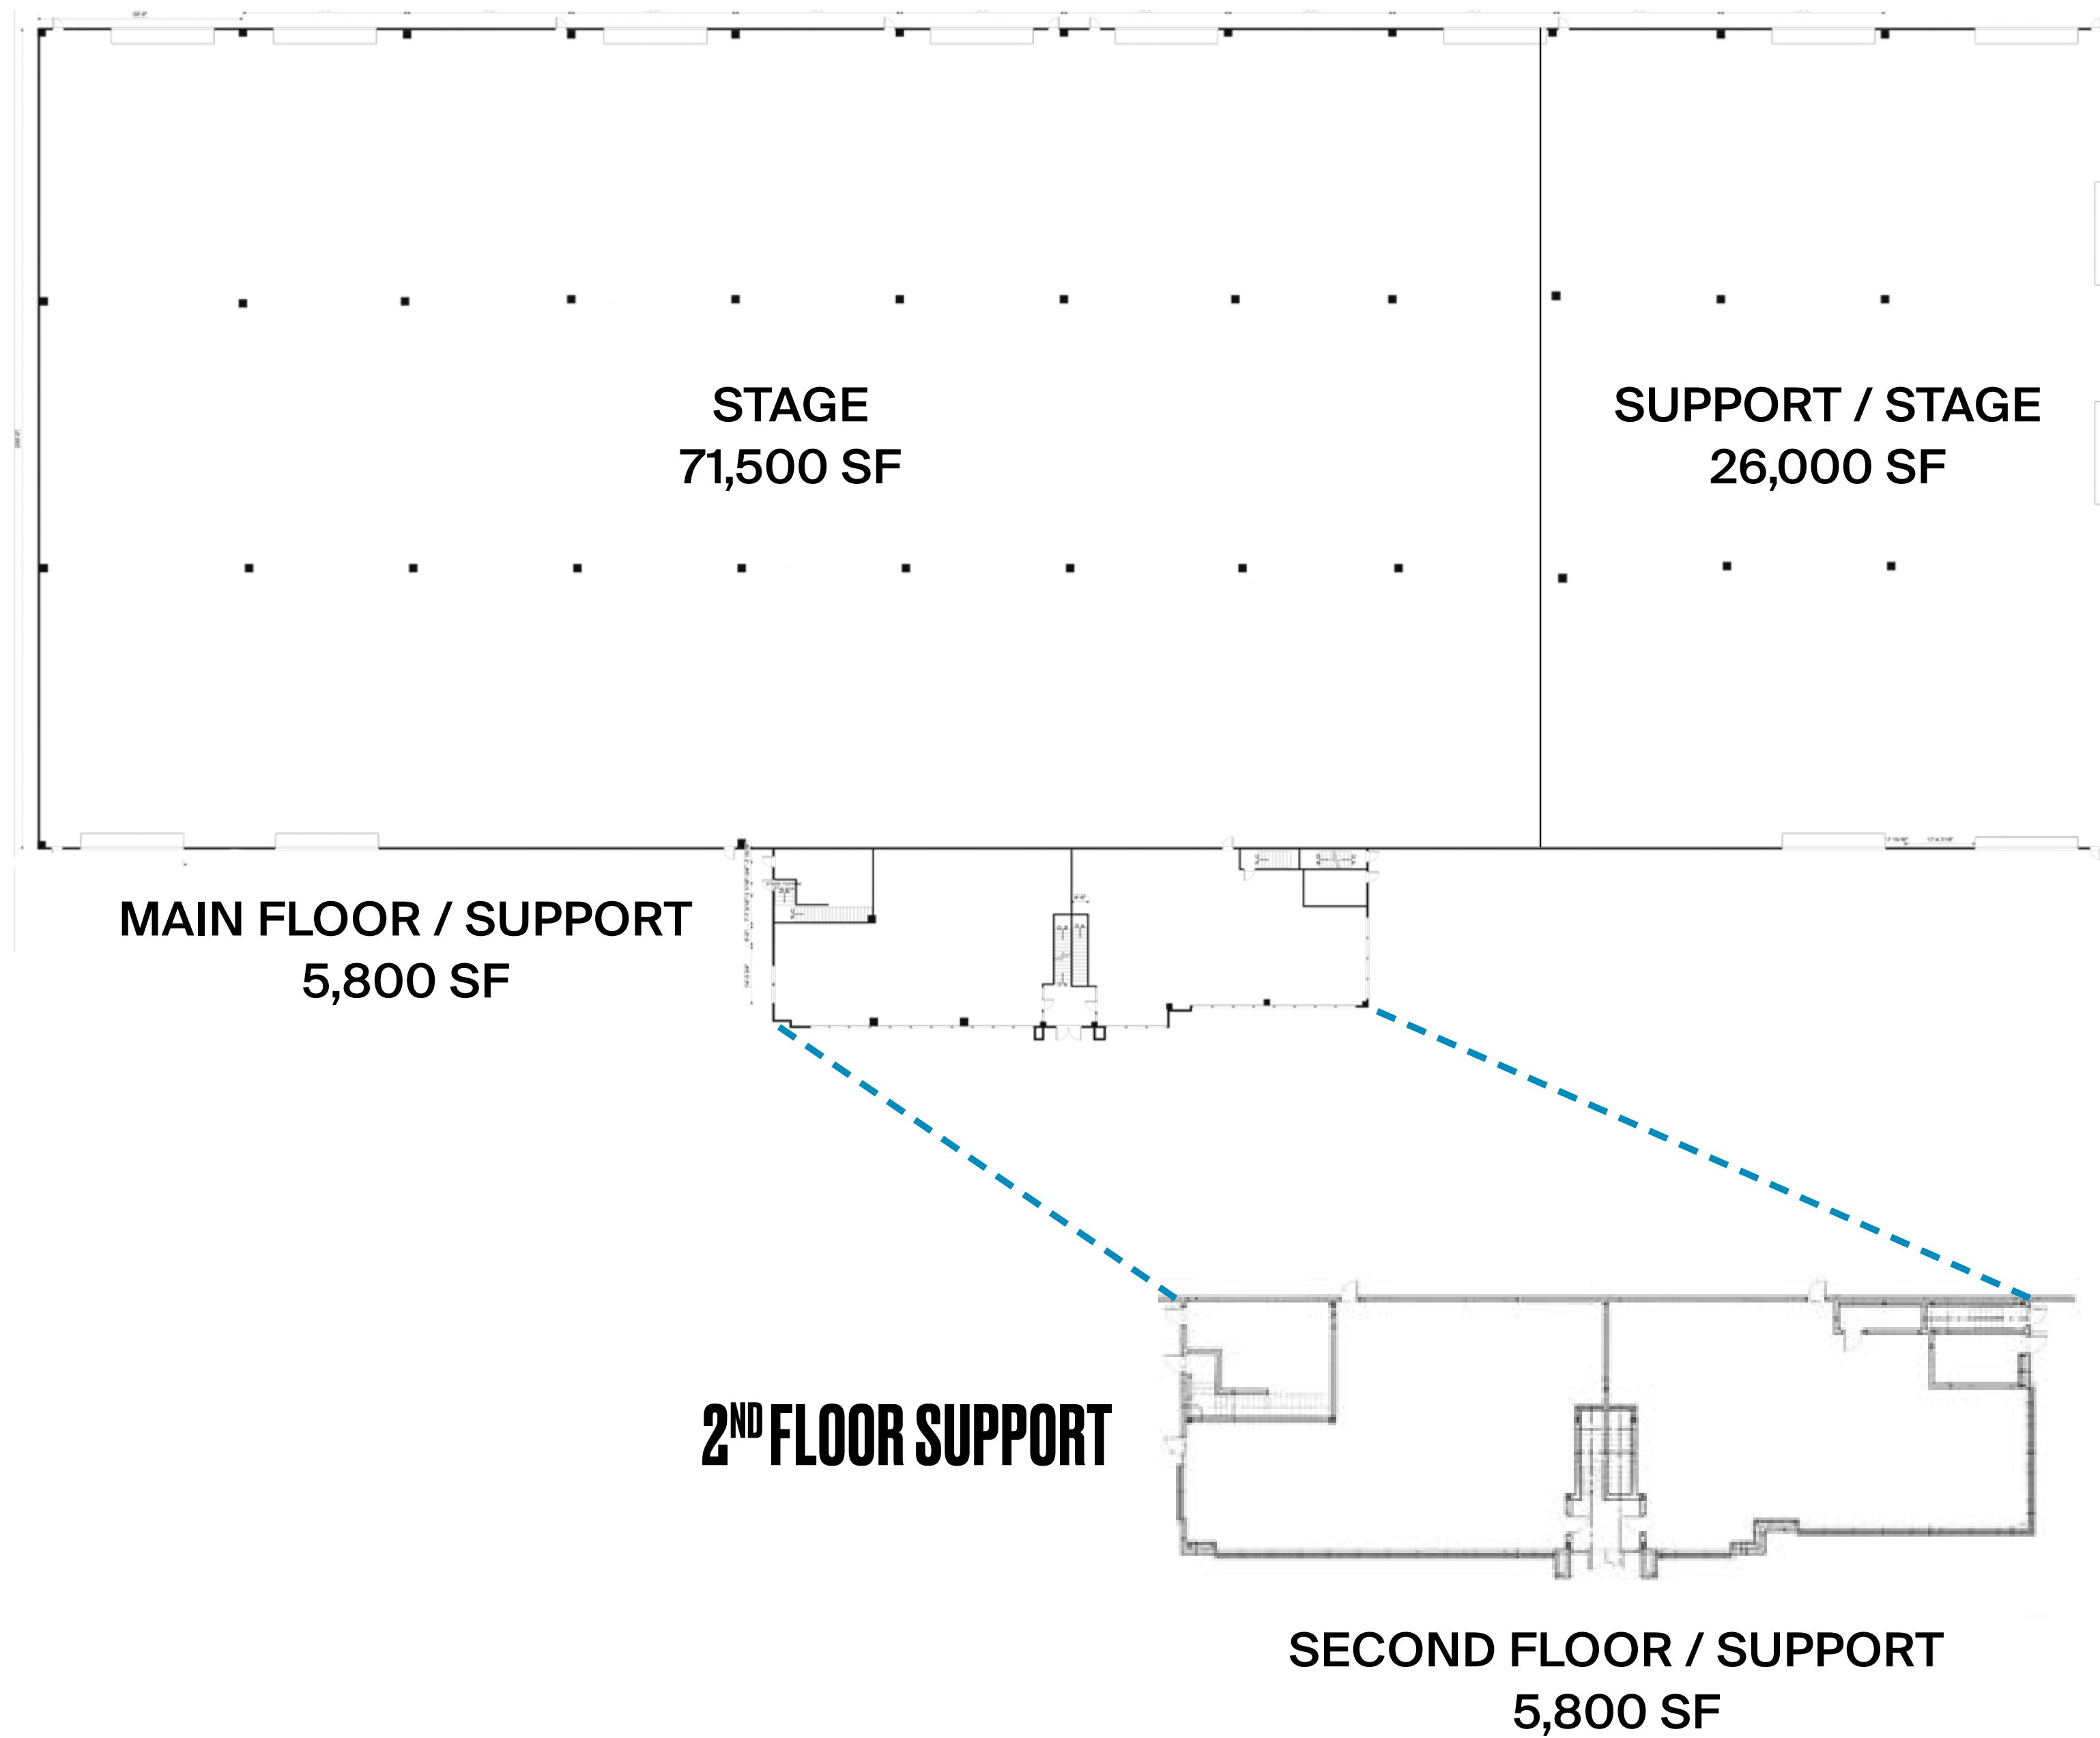 STAGE
71,500 SF
SUPPORT / STAGE
26,000 SF
MAIN FLOOR / SUPPORT
5,800 SF
2ND FLOOR SUPPORT
SECOND FLOOR / SUPPORT
5,800 SF